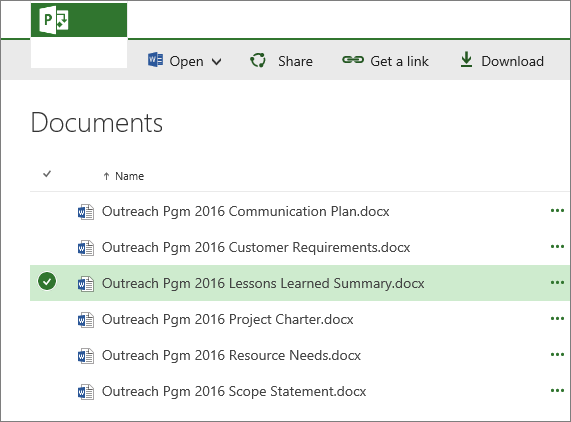 P
Open Share Get a link Download
Documents
Name
Outreach Pgm 2016 Communication Plan.docx
Outreach Pgm 2016 Customer Requirements.docx
Outreach Pgm 2016 Lessons Learned Summary.docx
Outreach Pgm 2016 Project Charter.docx
Outreach Pgm 2016 Resource Needs.docx
Outreach Pgm 2016 Scope Statement.docx